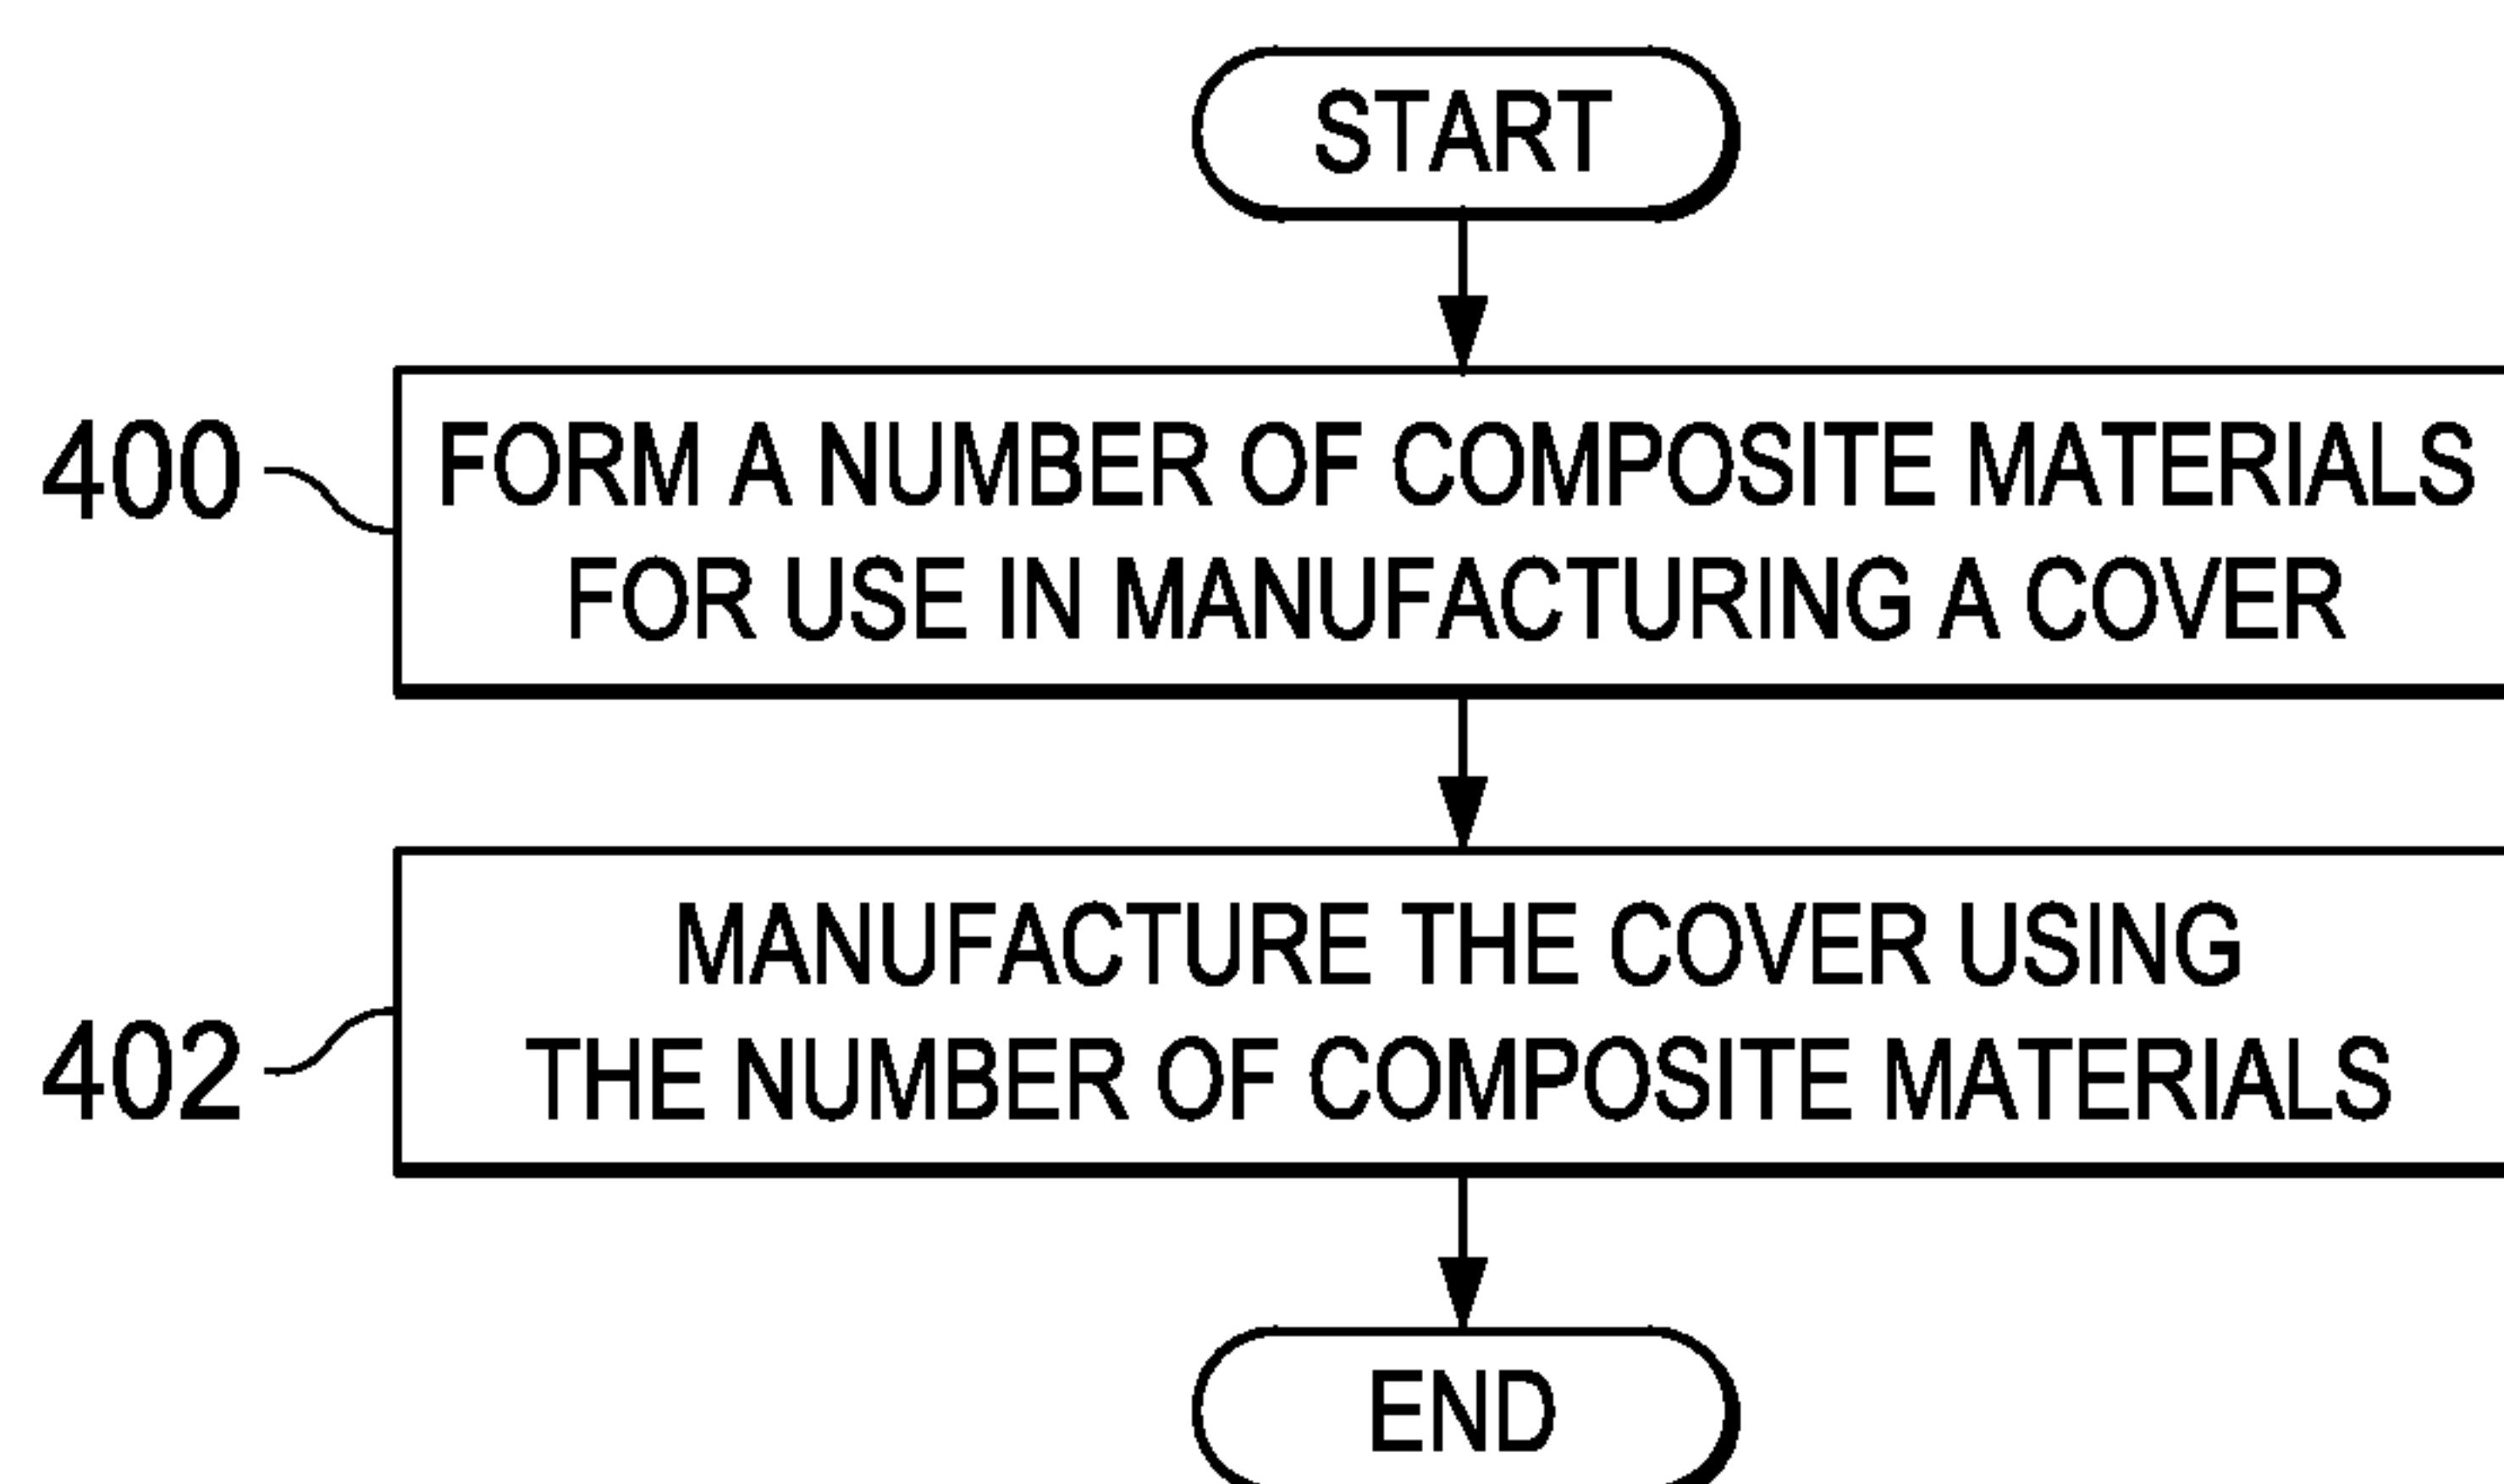 START
400
FORM A NUMBER OF COMPOSITE MATERIALS
FOR USE IN MANUFACTURING A COVER
MANUFACTURE THE COVER USING
402
THE NUMBER OF COMPOSITE MATERIALS
END